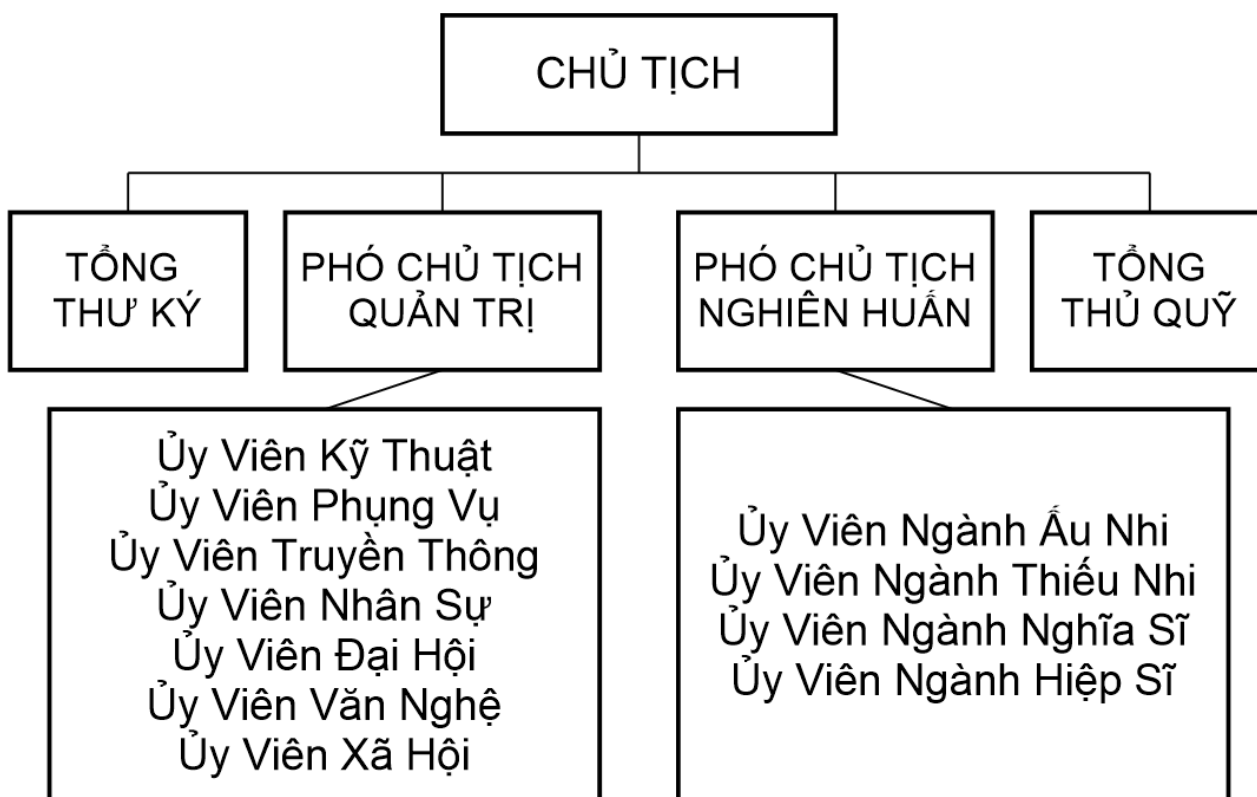 CHỦ TỊCH
TỔNG
THƯ KÝ
PHÓ CHỦ TỊCH
QUẢN TRỊ
PHÓ CHỦ TỊCH
NGHIÊN HUẤN
TỔNG
THỦ QUỸ
Ủy Viên Kỹ Thuật
Ủy Viên Phụng Vụ
Ủy Viên Truyền Thông
Ủy Viên Nhân Sự
Ủy Viên Đại Hội
Ủy Viên Văn Nghệ
Ủy Viên Xã Hội
Ủy Viên Ngành Ấu Nhi
Ủy Viên Ngành Thiếu Nhi
Ủy Viên Ngành Nghĩa Sĩ
Ủy Viên Ngành Hiệp Sĩ